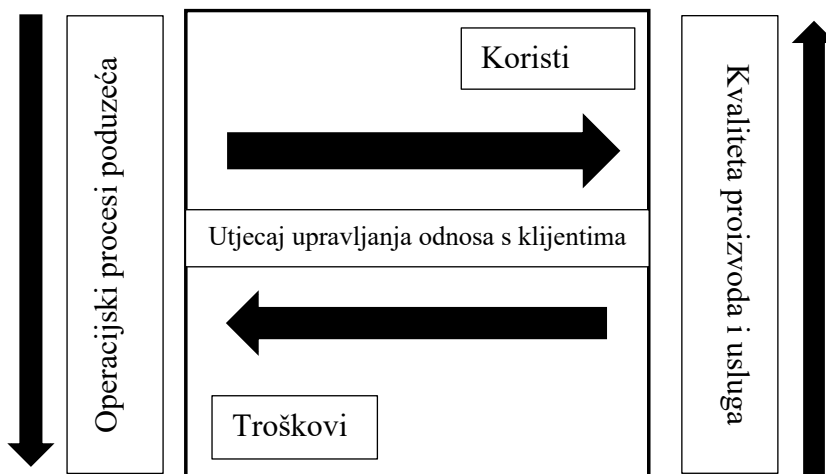 Operacijski procesi poduzeća
Koristi
Utjecaj upravljanja odnosa s klijentima
Troškovi
Kvaliteta proizvoda i usluga